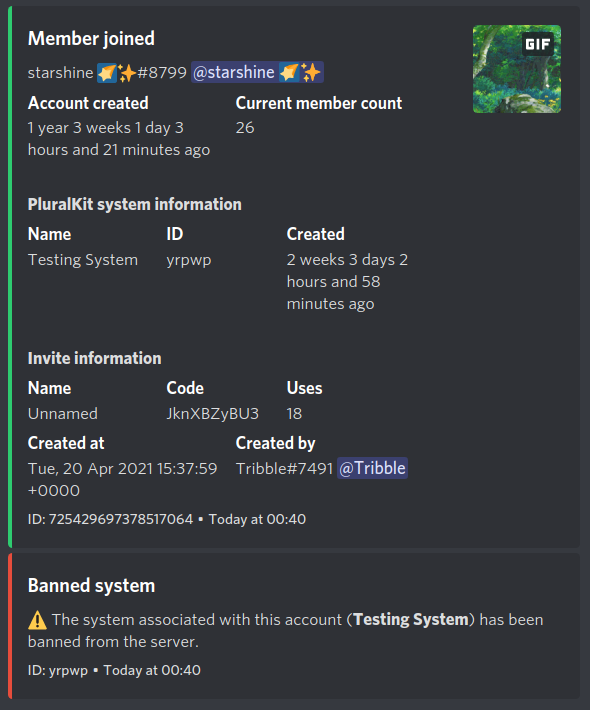 Member joined
GIF
starshine 🌠✨#8799 @starshine 🌠✨
Account created Current member count
1 year 3 weeks 1 day 3 26
hours and 21 minutes ago
PluralKit system information
Name ID Created
Testing System yrpwp 2 weeks 3 days 2
hours and 58
minutes ago
Invite information
Name Code Uses
Unnamed JknXBZyBU3 18
Created at Created by
Tue, 20 Apr 2021 15:37:59 Tribble#7491 @Tribble
+0000
ID: 725429697378517064 • Today at 00:40
Banned system
⚠️ The system associated with this account (Testing System) has been
banned from the server.
ID: yrpwp • Today at 00:40